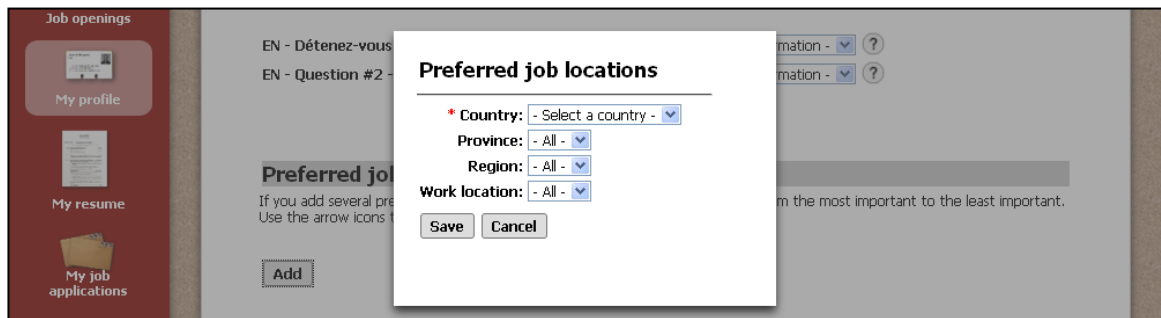 Job openings
My profile
My resume
My job
applications
EN - Détenez-vous
mation -
?
EN - Question #2 -
mation -
?
Preferred jol
If you add several pre
m the most important to the least important.
Use the arrow icons t
Add
Preferred job locations
* Country: - Select a country -
Province: - All -
Region: - All -
Work location: - All -
Save Cancel